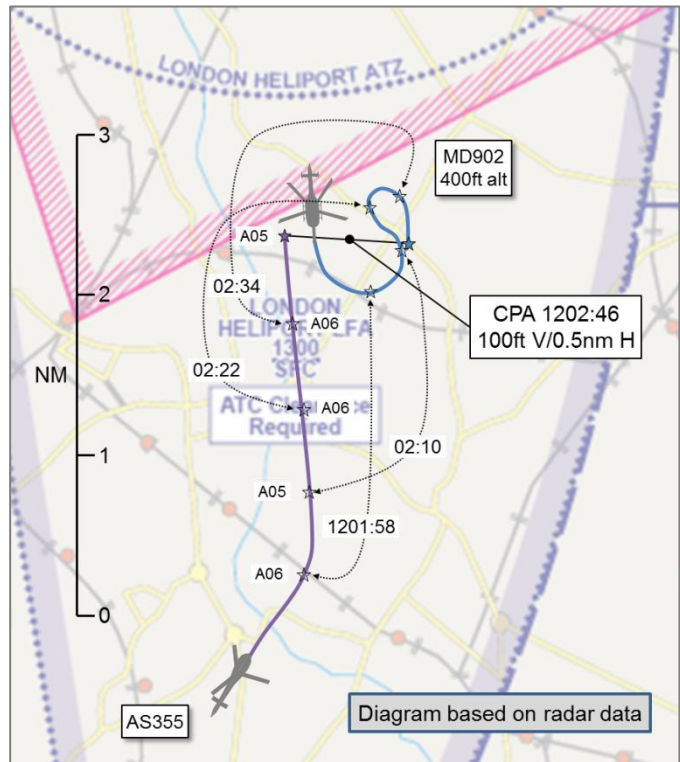 LONDON HELIPORT ATZ
3
MD902
400ft alt
A05
02:34
2
LONDON
HELIPORT LFA
1300
SFC
A06
CPA 1202:46
100ft V/0.5nm H
NM
02:22
A06
ATC Clearance
Required
02:10
1
A05
1201:58
A06
0
AS355
Diagram based on radar data